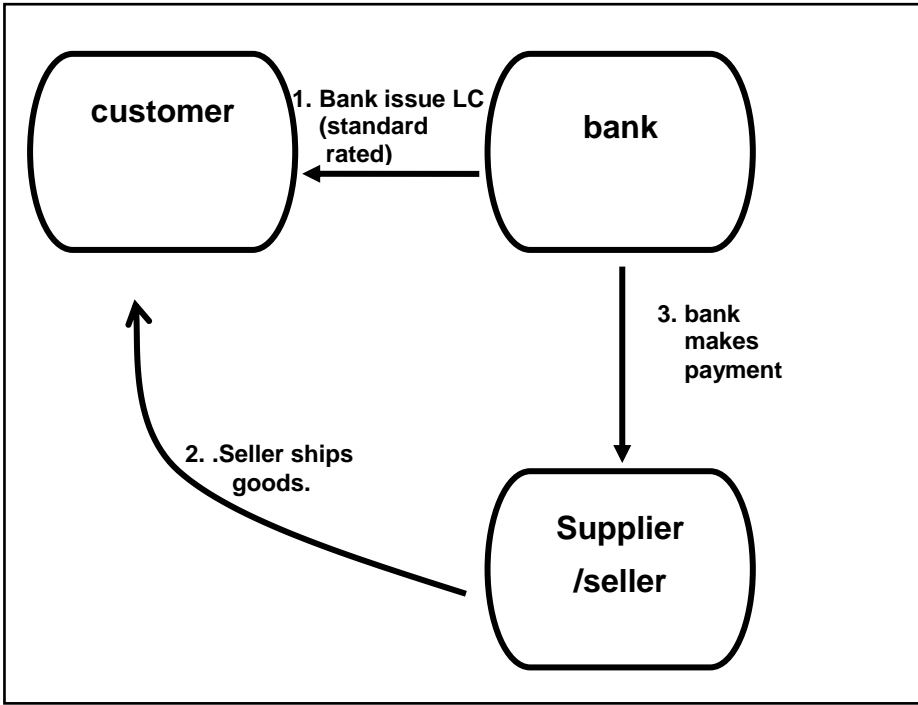 customer
1. Bank issue LC
(standard
rated)
bank
3. bank
makes
payment
2. .Seller ships
goods.
Supplier
/seller